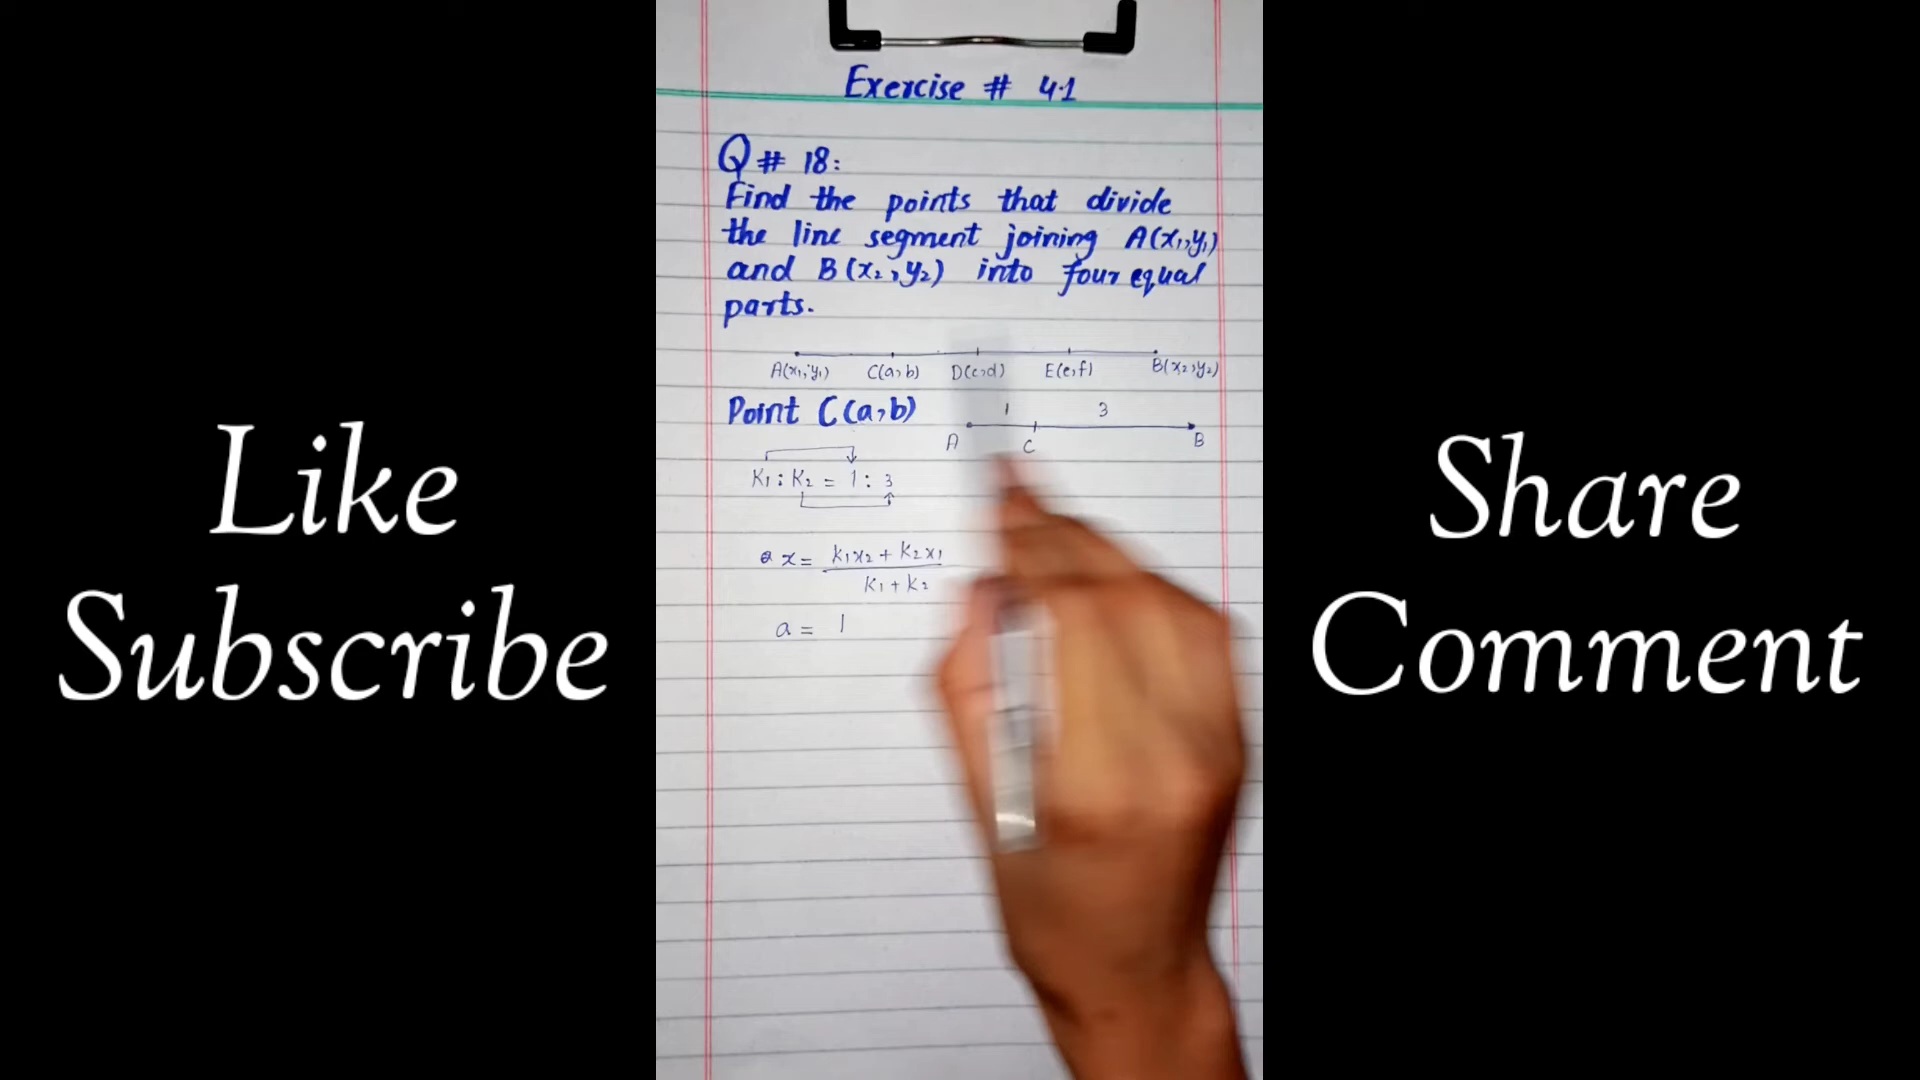 Like
Subscribe
Exercise # 4.1
Q # 18:
Find the points that divide
the line segment joining A(x₁,y₁)
and B(x₂,y₂) into four equal
parts.
A(x₁,y₁) C(a,b) D(c,d) E(e,f) B(x₂,y₂)
Point C(a,b)
1 3
A C B
K₁ : K₂ = 1 : 3
x = K₁x₂ + K₂x₁
K₁ + K₂
a = 1
Share
Comment